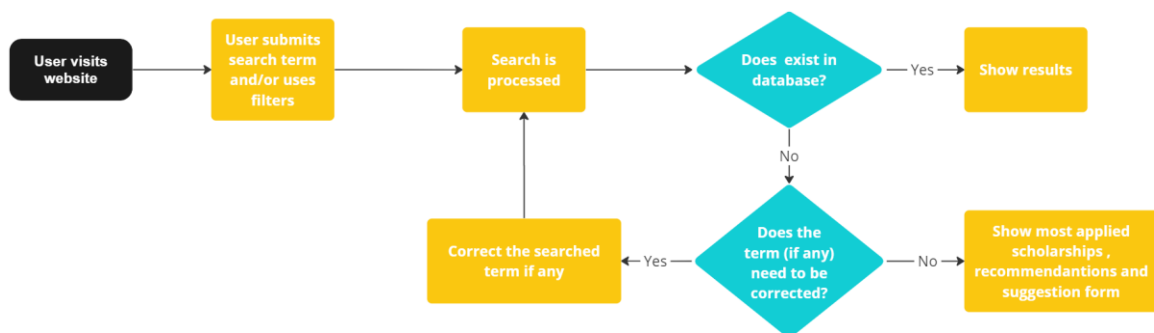 User visits
website
User submits
search term
and/or uses
filters
Search is
processed
Does  exist in
database?
Yes
Show results
No
Correct the searched
term if any
Yes
Does the
term (if any)
need to be
corrected?
No
Show most applied
scholarships ,
recommendantions and
suggestion form